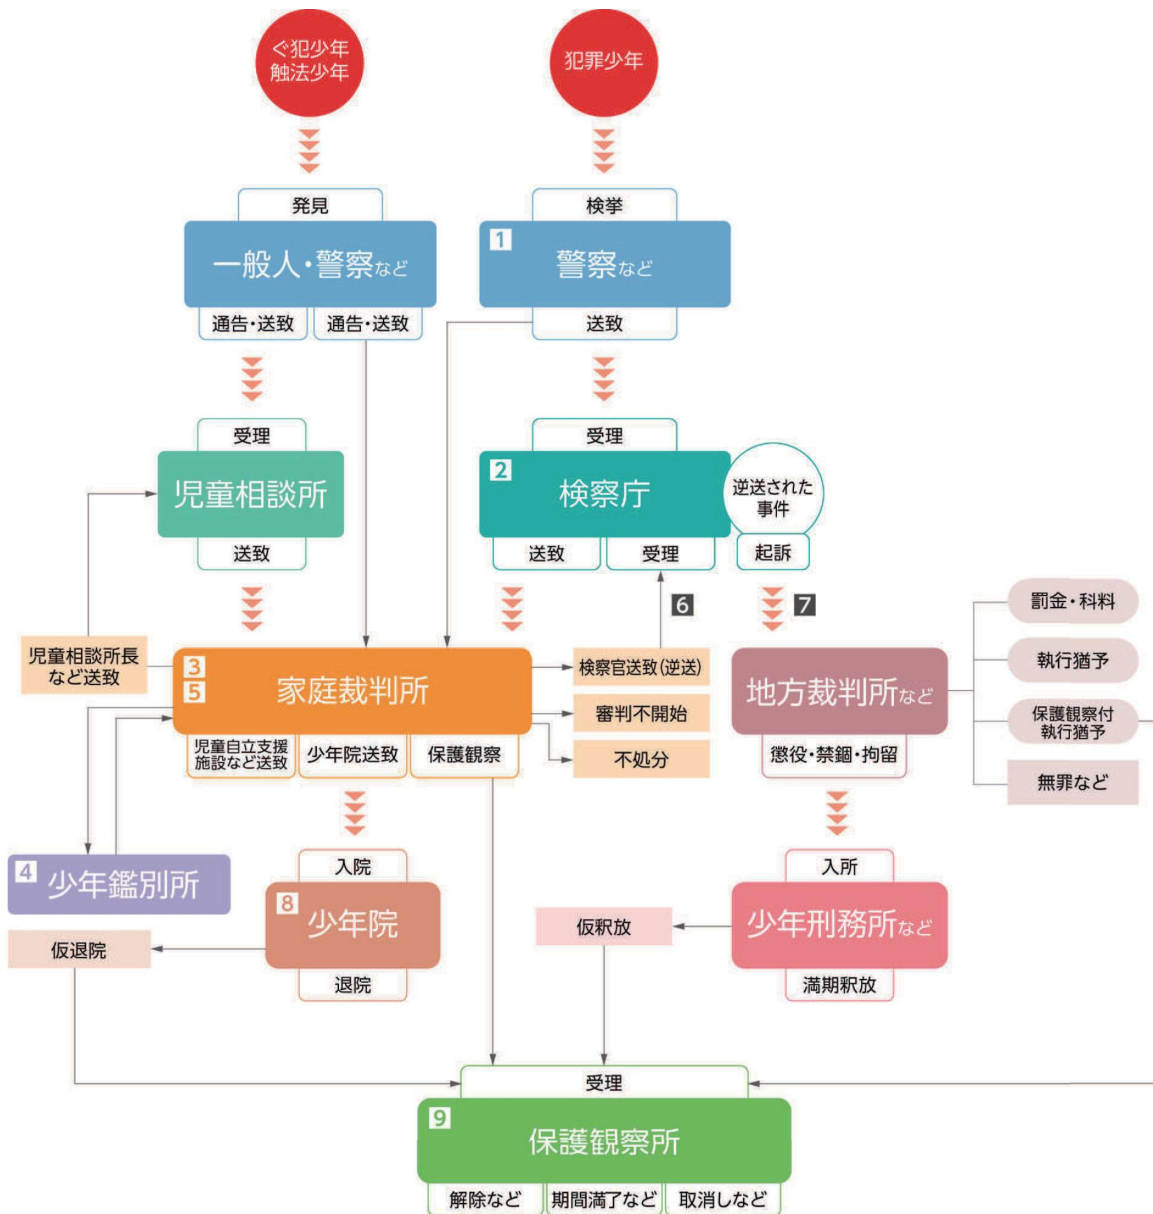 ぐ犯少年
触法少年
犯罪少年
発見
一般人・警察など
通告・送致
通告・送致
検挙
1
警察など
送致
受理
児童相談所
送致
受理
2
検察庁
送致
受理
逆送された
事件
起訴
6
7
児童相談所長
など送致
3
5
家庭裁判所
児童自立支援
施設など送致
少年院送致
保護観察
検察官送致(逆送)
審判不開始
不処分
地方裁判所など
懲役・禁錮・拘留
罰金・科料
執行猶予
保護観察付
執行猶予
無罪など
4
少年鑑別所
入院
8
少年院
退院
仮退院
入所
少年刑務所など
満期釈放
仮釈放
受理
9
保護観察所
解除など
期間満了など
取消しなど